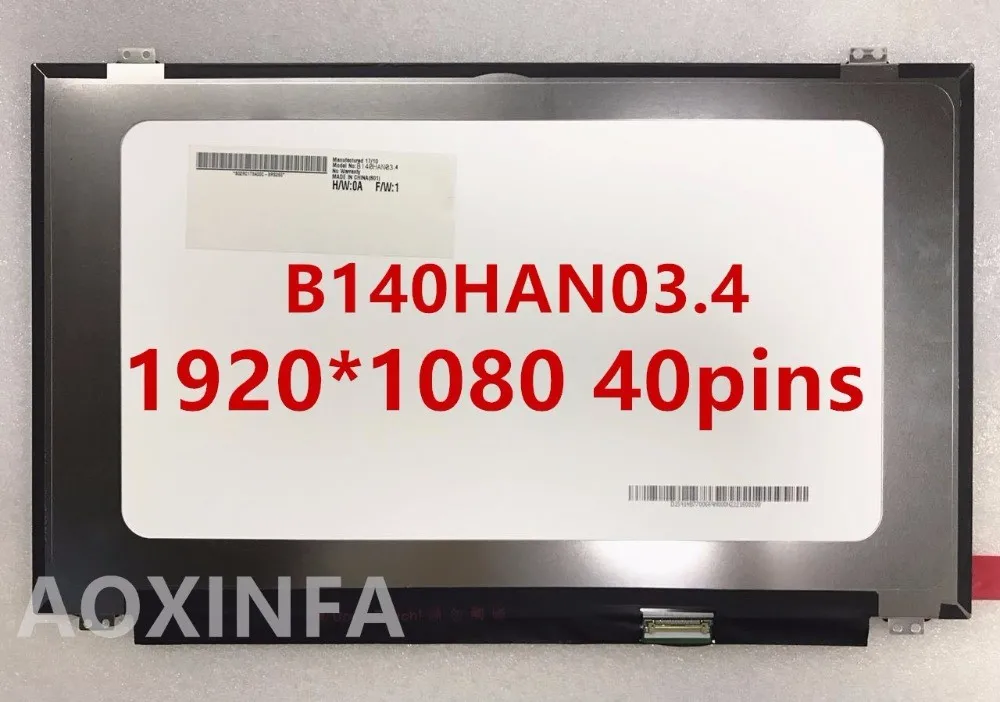 Manufactured 17/10
Model No: B140HAN03.4
No Warranty
MADE IN CHINA(R01)
H/W:0A F/W:1
B140HAN03.4
1920*1080 40pins
AOXINFA